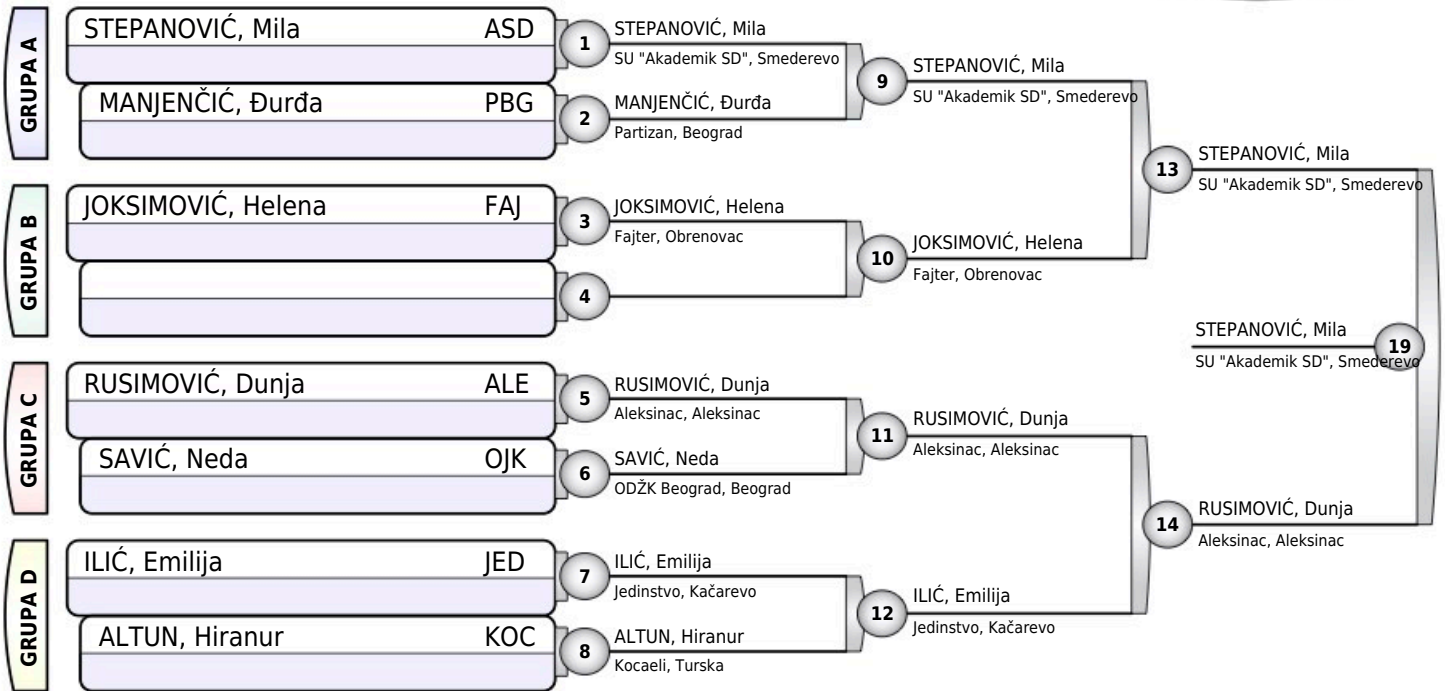 GRUPA A
STEPANOVIĆ, Mila ASD
MANJENČIĆ, Đurđa PBG
1
STEPANOVIĆ, Mila
SU "Akademik SD", Smederevo
2
MANJENČIĆ, Đurđa
Partizan, Beograd
9
STEPANOVIĆ, Mila
SU "Akademik SD", Smederevo
GRUPA B
JOKSIMOVIĆ, Helena FAJ
3
JOKSIMOVIĆ, Helena
Fajter, Obrenovac
4
10
JOKSIMOVIĆ, Helena
Fajter, Obrenovac
13
STEPANOVIĆ, Mila
SU "Akademik SD", Smederevo
GRUPA C
RUSIMOVIĆ, Dunja ALE
SAVIĆ, Neda OJK
5
RUSIMOVIĆ, Dunja
Aleksinac, Aleksinac
6
SAVIĆ, Neda
ODŽK Beograd, Beograd
11
RUSIMOVIĆ, Dunja
Aleksinac, Aleksinac
GRUPA D
ILIĆ, Emilija JED
ALTUN, Hiranur KOC
7
ILIĆ, Emilija
Jedinstvo, Kačarevo
8
ALTUN, Hiranur
Kocaeli, Turska
12
ILIĆ, Emilija
Jedinstvo, Kačarevo
14
RUSIMOVIĆ, Dunja
Aleksinac, Aleksinac
19
STEPANOVIĆ, Mila
SU "Akademik SD", Smederevo